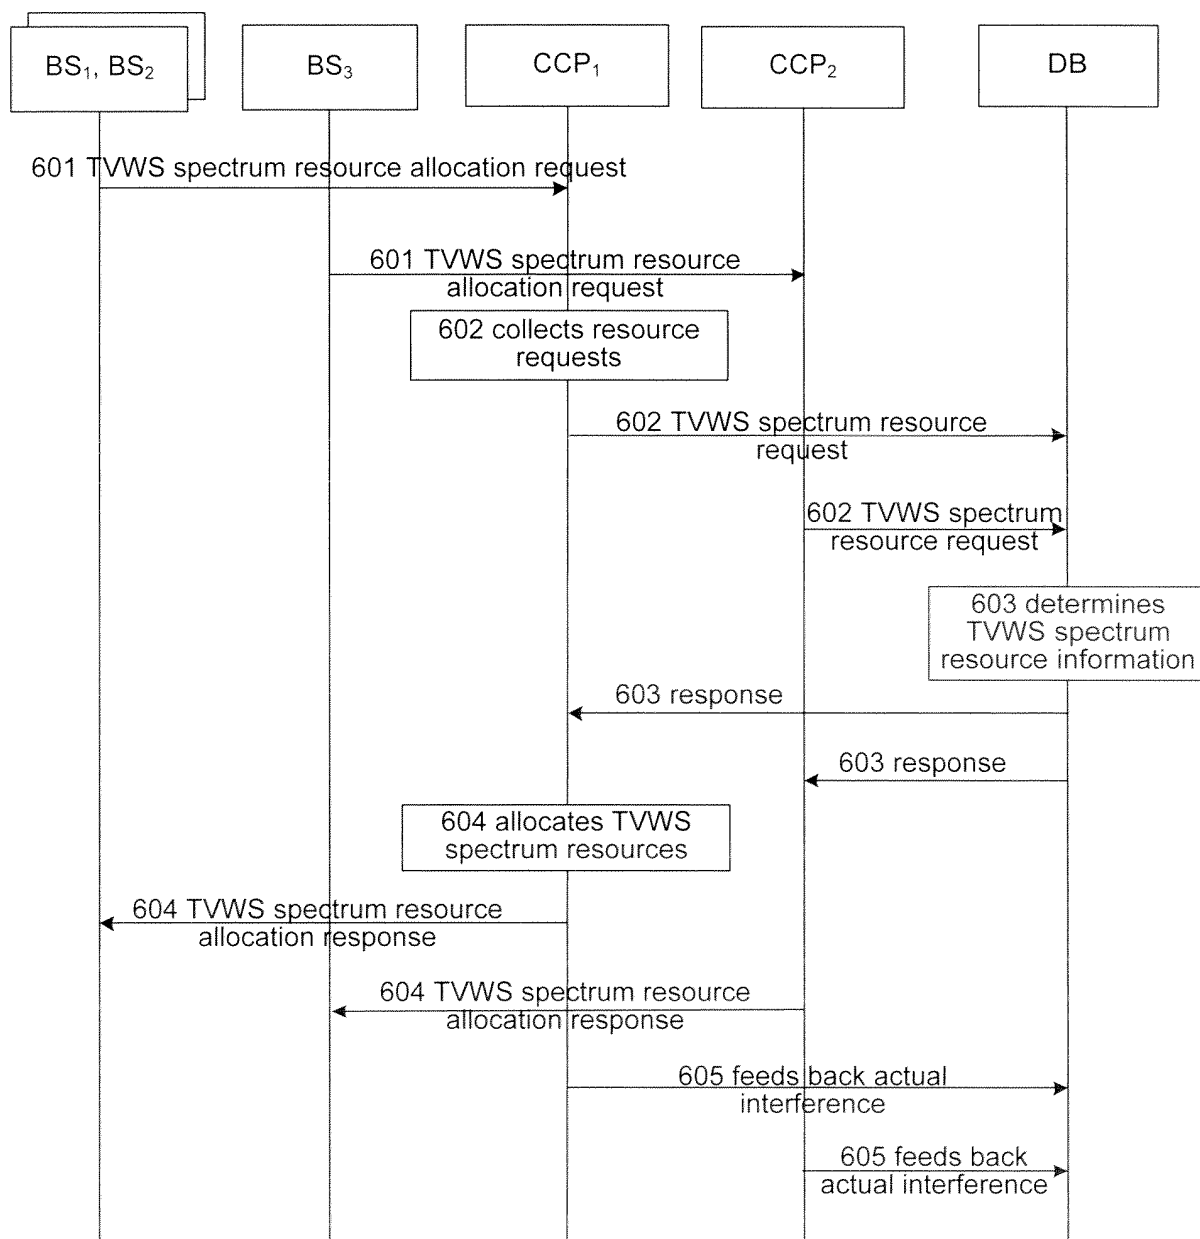 BS₁, BS₂
BS₃
CCP₁
CCP₂
DB
601 TVWS spectrum resource allocation request
601 TVWS spectrum resource
allocation request
602 collects resource
requests
602 TVWS spectrum resource
request
602 TVWS spectrum
resource request
603 determines
TVWS spectrum
resource information
603 response
603 response
604 allocates TVWS
spectrum resources
604 TVWS spectrum resource
allocation response
604 TVWS spectrum resource
allocation response
605 feeds back actual
interference
605 feeds back
actual interference